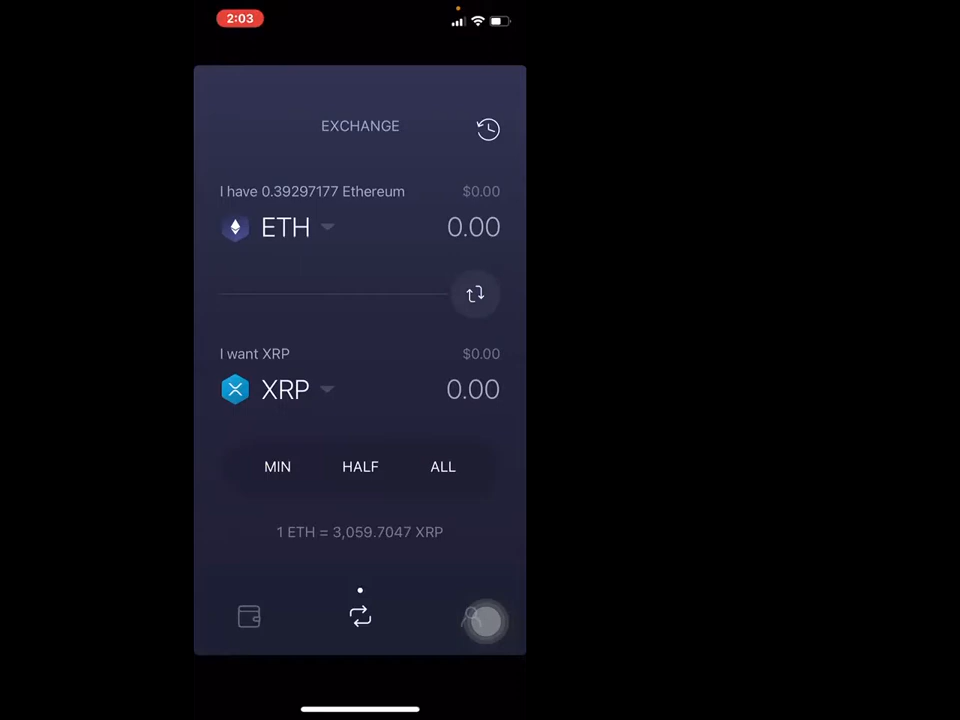 2:03
EXCHANGE
I have 0.39297177 Ethereum $0.00
ETH 0.00
I want XRP $0.00
XRP 0.00
MIN HALF ALL
1 ETH = 3,059.7047 XRP